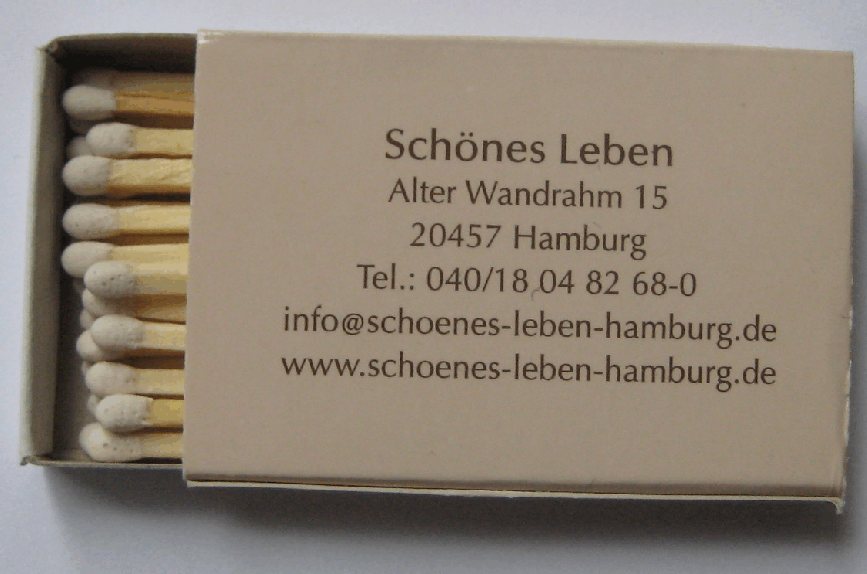 Schönes Leben
Alter Wandrahm 15
20457 Hamburg
Tel.: 040/18 04 82 68-0
info@schoenes-leben-hamburg.de
www.schoenes-leben-hamburg.de